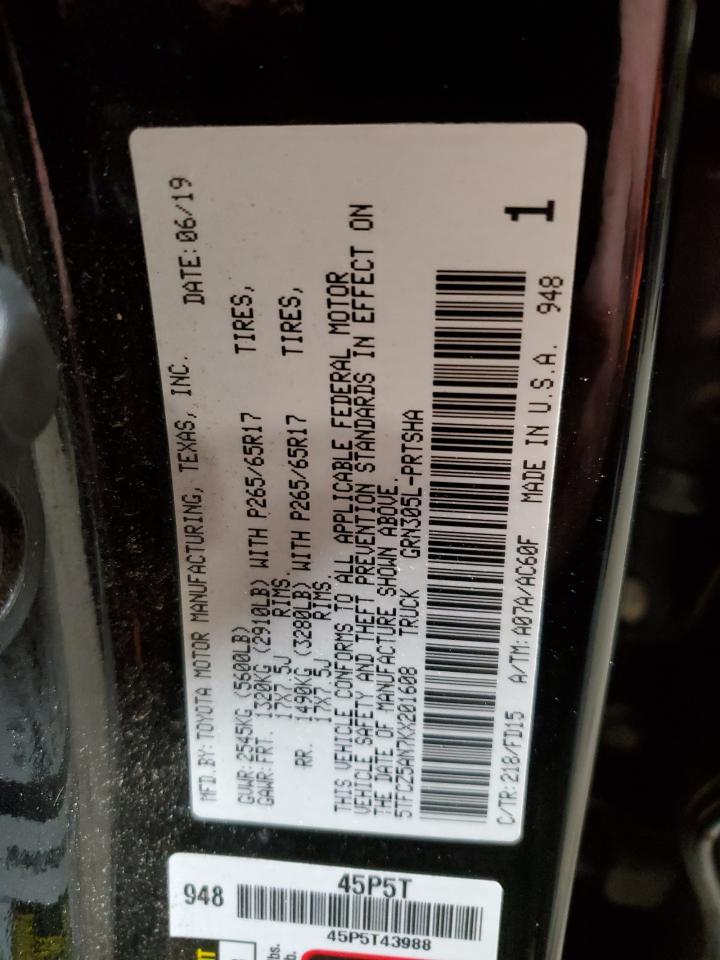 MFD.BY: TOYOTA MOTOR MANUFACTURING, TEXAS, INC. DATE: 06/19
GVWR: 2545KG (5600LB)
GAWR: FRT. 1320KG (2910LB) WITH P265/65R17 TIRES,
17X7.5J RIMS.
RR. 1490KG (3280LB) WITH P265/65R17 TIRES,
17X7.5J RIMS.
THIS VEHICLE CONFORMS TO ALL APPLICABLE FEDERAL MOTOR
VEHICLE SAFETY AND THEFT PREVENTION STANDARDS IN EFFECT ON
THE DATE OF MANUFACTURE SHOWN ABOVE.
5TFCZ5AN7KX201608 TRUCK GRN305L-PRTSHA
1
C/TR: 218/FD15 A/TM: A07A/AC60F MADE IN U.S.A. 948
948 45P5T
45P5T43988
lbs.
lb.